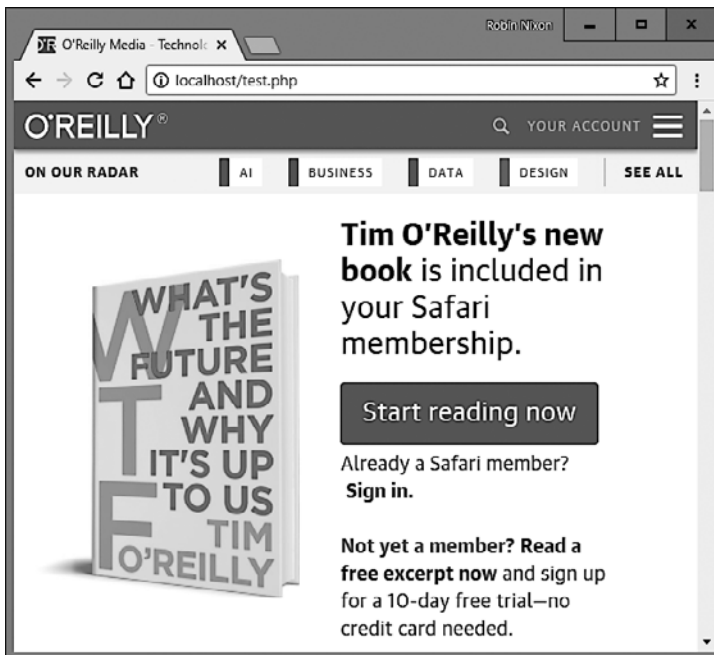 Robin Nixon
O'Reilly Media - Technolo
localhost/test.php
O'REILLY®
YOUR ACCOUNT
ON OUR RADAR
AI
BUSINESS
DATA
DESIGN
SEE ALL
WTF
WHAT'S
THE
FUTURE
AND
WHY
IT'S UP
TO US
TIM
O'REILLY
Tim O'Reilly's new
book is included in
your Safari
membership.
Start reading now
Already a Safari member?
Sign in.
Not yet a member? Read a
free excerpt now and sign up
for a 10-day free trial—no
credit card needed.